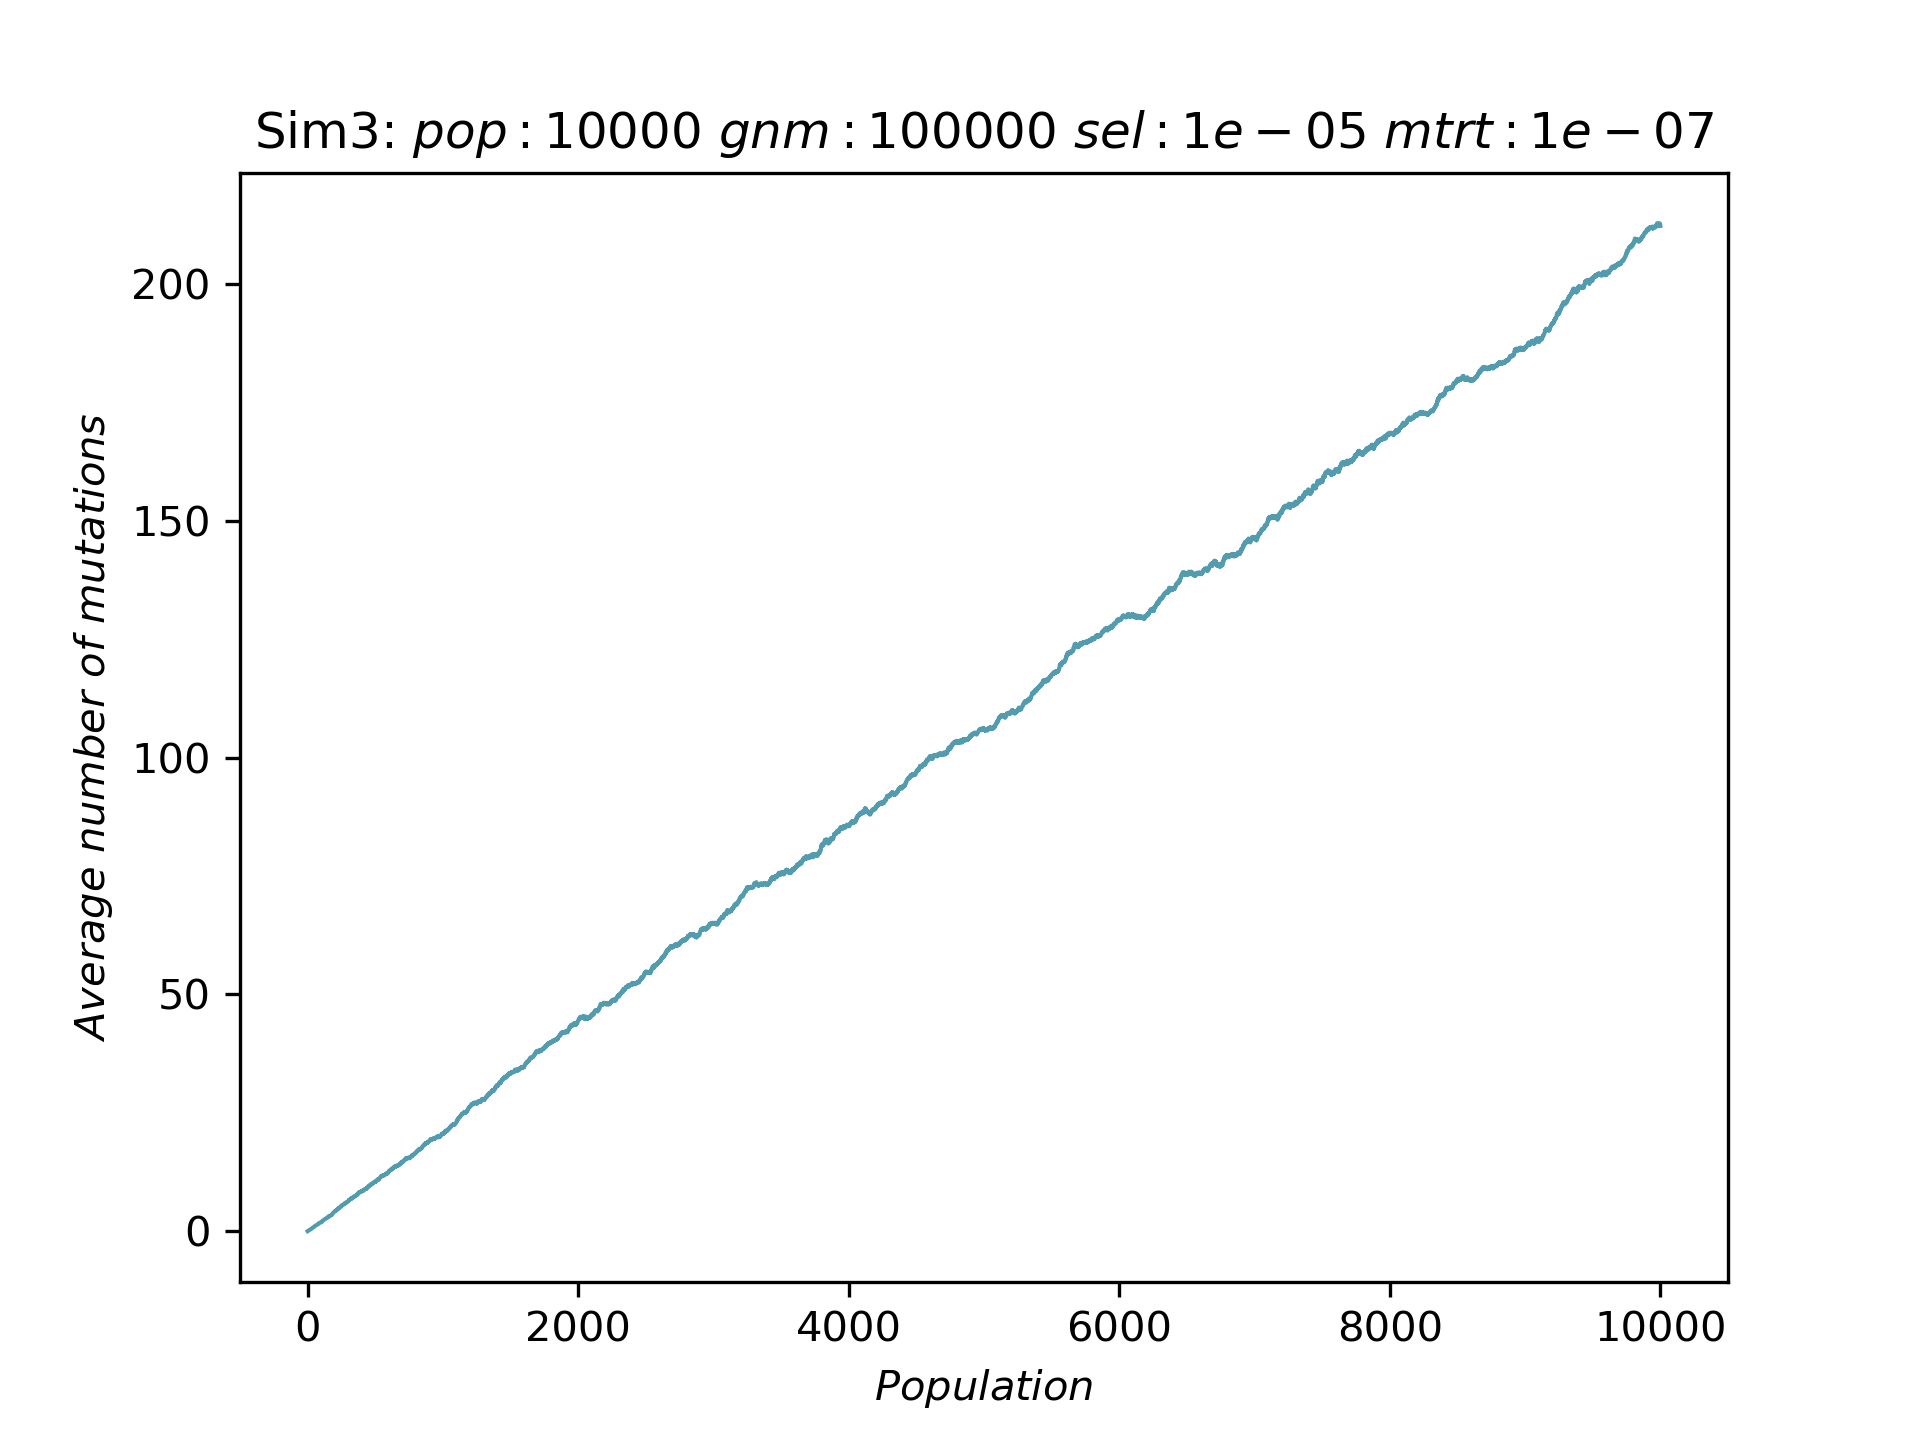 Sim3: pop : 10000 gnm : 100000 sel : 1e − 05 mtrt : 1e − 07
Average number of mutations
200
150
100
50
0
0 2000 4000 6000 8000 10000
Population